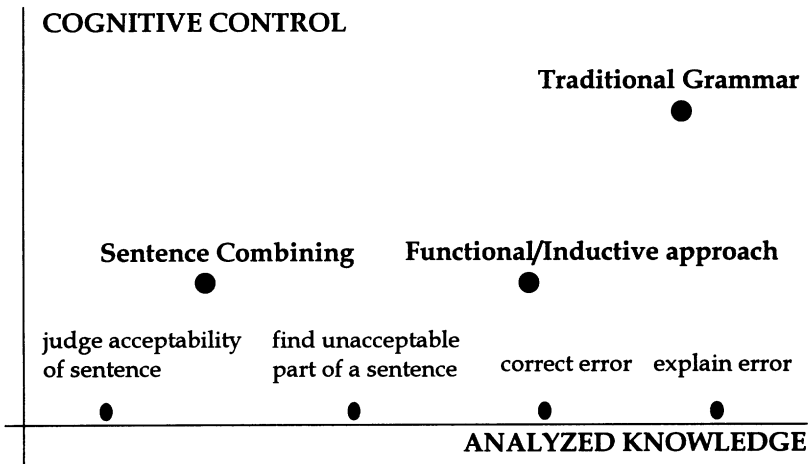 COGNITIVE CONTROL
Traditional Grammar
Sentence Combining
Functional/Inductive approach
judge acceptability
of sentence
find unacceptable
part of a sentence
correct error
explain error
ANALYZED KNOWLEDGE